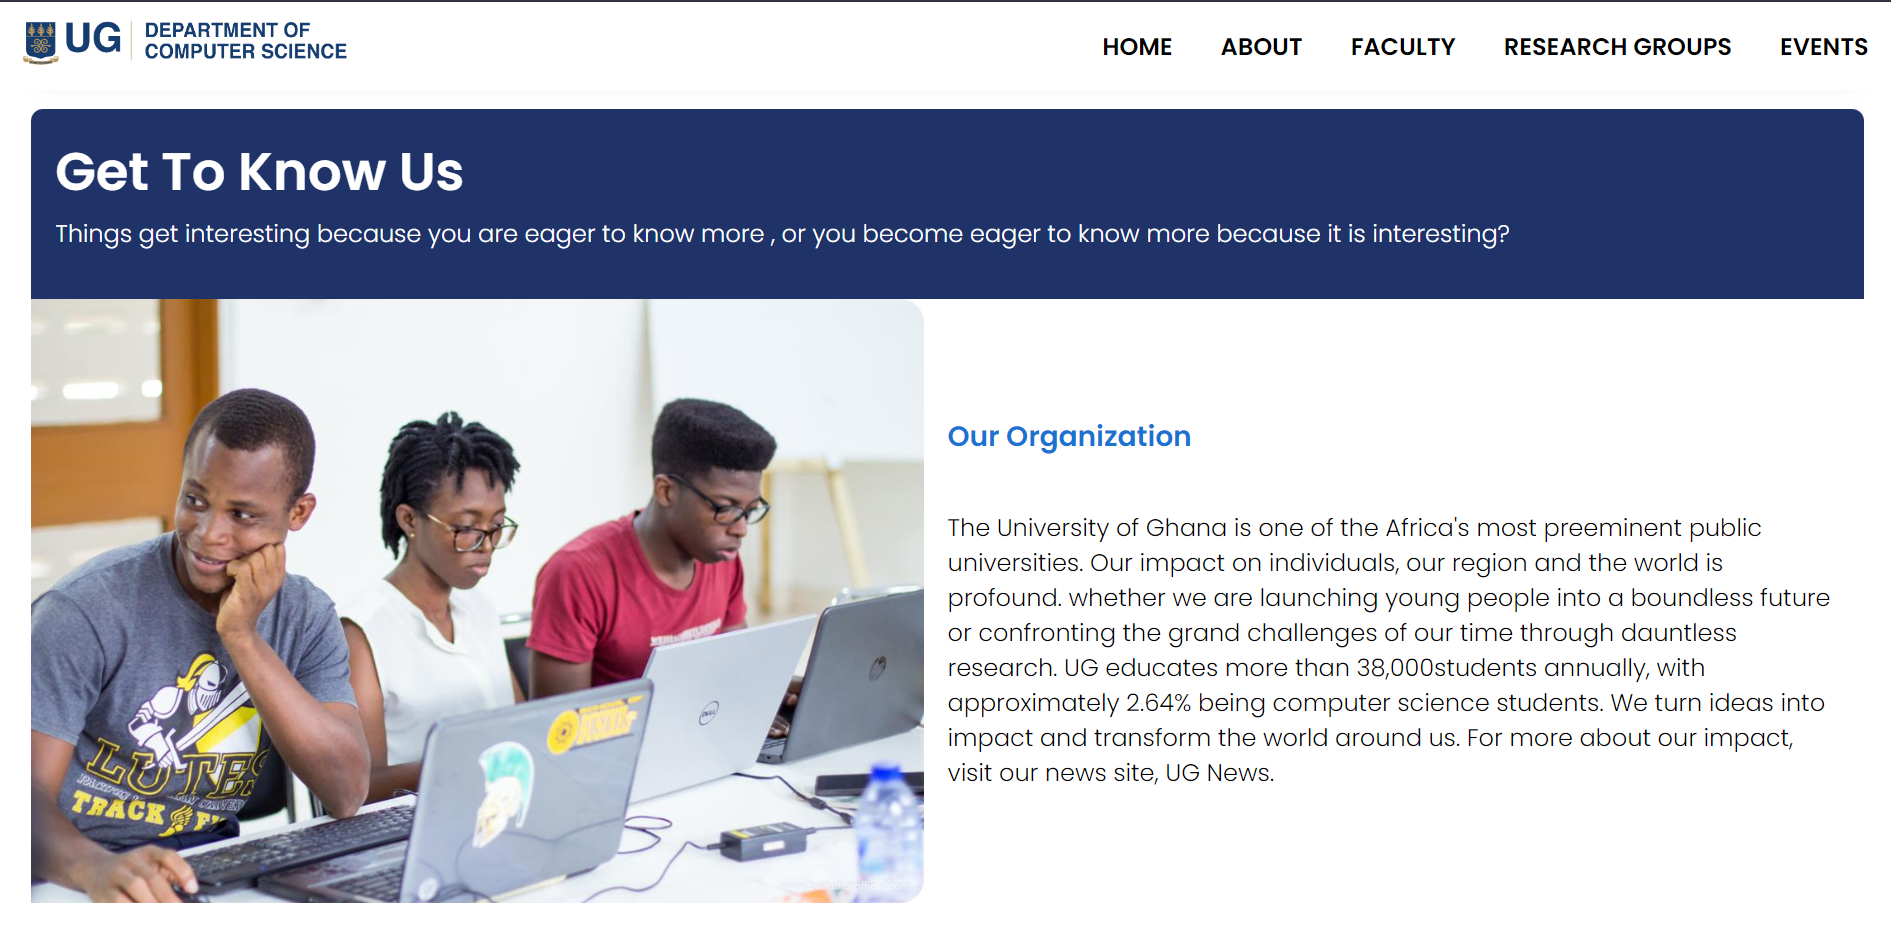 UG
DEPARTMENT OF
COMPUTER SCIENCE
HOME ABOUT FACULTY RESEARCH GROUPS EVENTS
Get To Know Us
Things get interesting because you are eager to know more , or you become eager to know more because it is interesting?
Our Organization
The University of Ghana is one of the Africa's most preeminent public
universities. Our impact on individuals, our region and the world is
profound. whether we are launching young people into a boundless future
or confronting the grand challenges of our time through dauntless
research. UG educates more than 38,000students annually, with
approximately 2.64% being computer science students. We turn ideas into
impact and transform the world around us. For more about our impact,
visit our news site, UG News.
LUTES
TRACK
DELL
hp